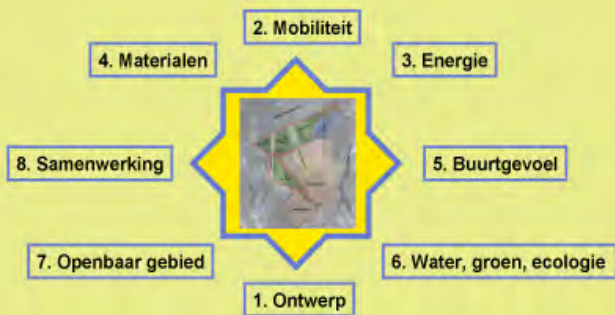 2. Mobiliteit
4. Materialen
3. Energie
8. Samenwerking
5. Buurtgevoel
7. Openbaar gebied
6. Water, groen, ecologie
1. Ontwerp